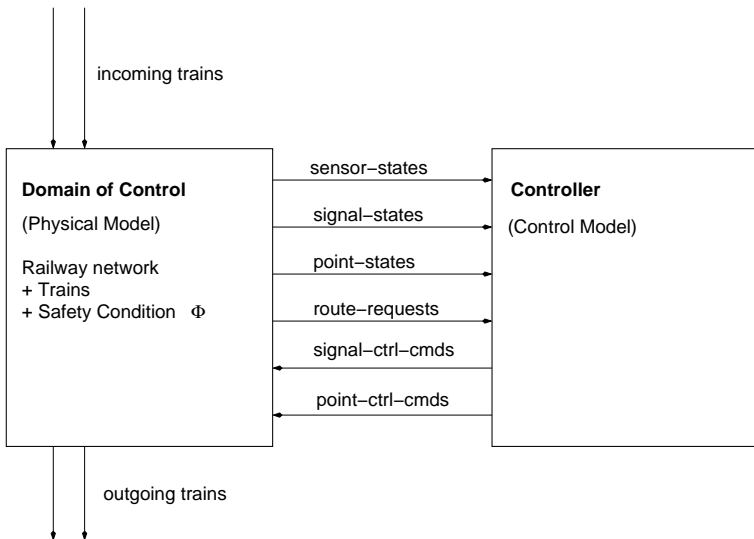 incoming trains
Domain of Control
(Physical Model)
Railway network
+ Trains
+ Safety Condition Φ
sensor−states
signal−states
point−states
route−requests
signal−ctrl−cmds
point−ctrl−cmds
Controller
(Control Model)
outgoing trains